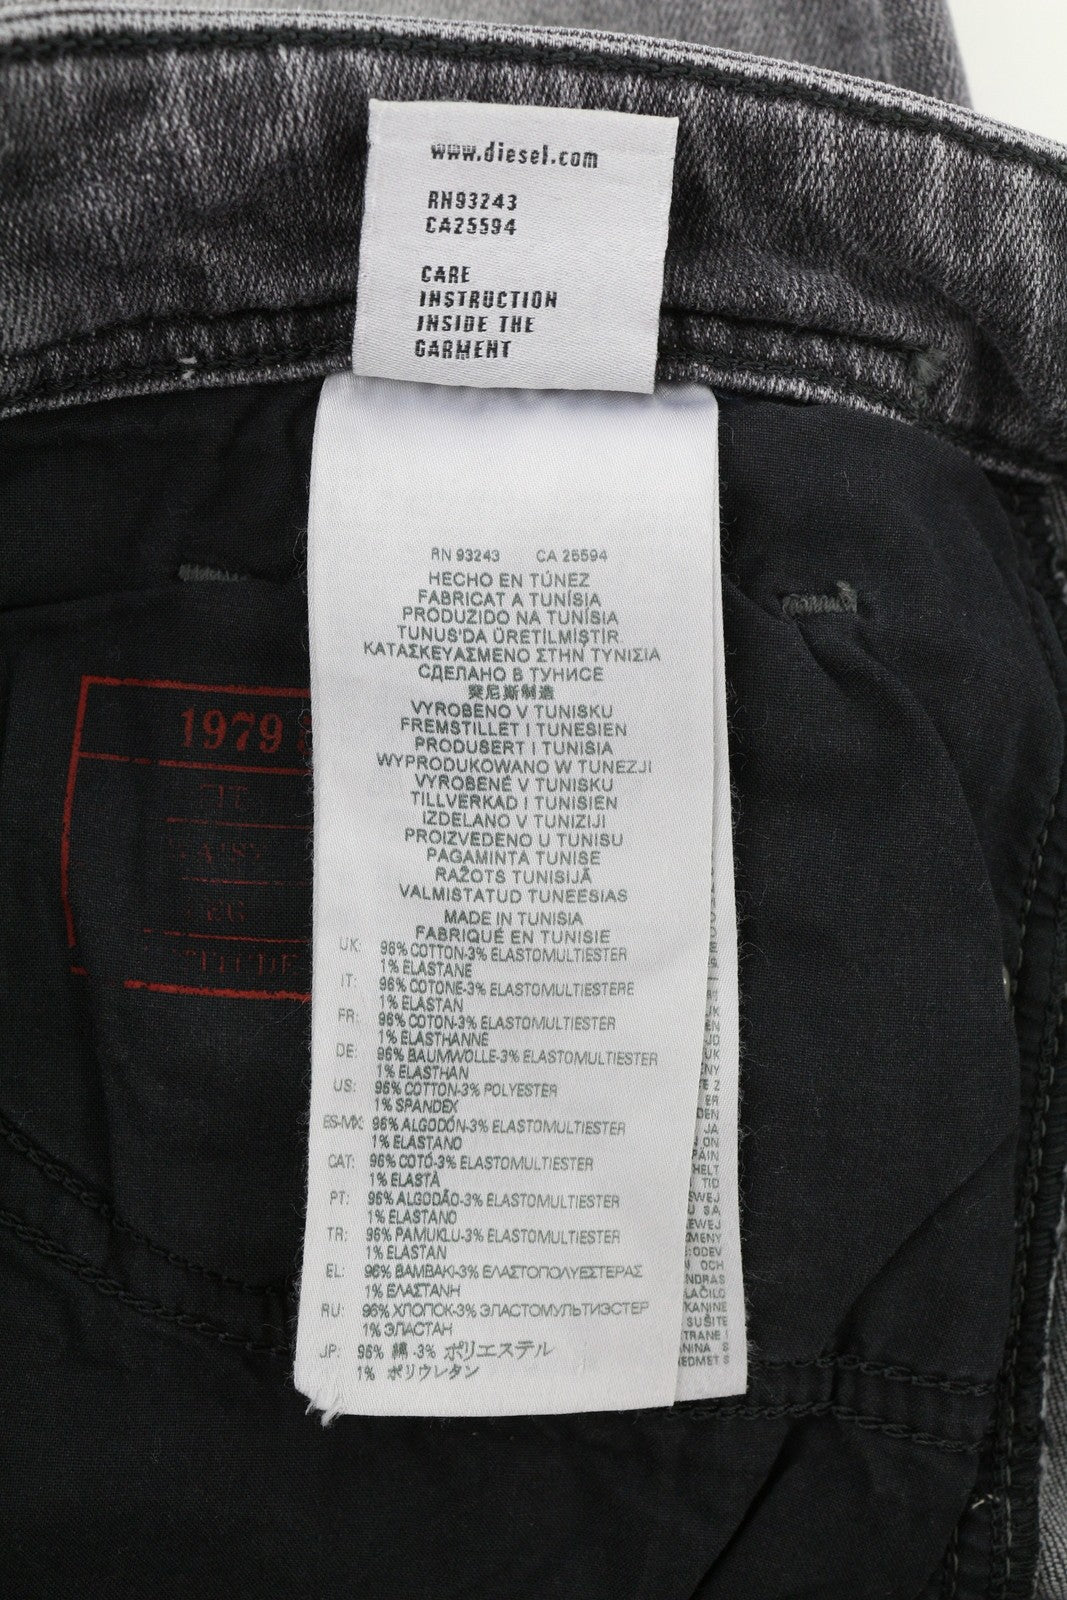 www.diesel.com
RN93243
CA25594
CARE
INSTRUCTION
INSIDE THE
GARMENT
RN 93243 CA 25594
HECHO EN TÚNEZ
FABRICAT A TUNÍSIA
PRODUZIDO NA TUNÍSIA
TUNUS'DA ÜRETILMIŞTIR
ΚΑΤΑΣΚΕΥΑΣΜΕΝΟ ΣΤΗΝ ΤΥΝΙΣΙΑ
СДЕЛАНО В ТУНИСЕ
突尼斯制造
VYROBENO V TUNISKU
FREMSTILLET I TUNESIEN
PRODUSERT I TUNISIA
WYPRODUKOWANO W TUNEZJI
VYROBENÉ V TUNISKU
TILLVERKAD I TUNISIEN
IZDELANO V TUNIZIJI
PROIZVEDENO U TUNISU
PAGAMINTA TUNISE
RAŽOTS TUNISIJĀ
VALMISTATUD TUNEESIAS
MADE IN TUNISIA
FABRIQUÉ EN TUNISIE
UK: 96% COTTON-3% ELASTOMULTIESTER
1% ELASTANE
IT: 96% COTONE-3% ELASTOMULTIESTERE
1% ELASTAN
FR: 96% COTON-3% ELASTOMULTIESTER
1% ELASTHANNE
DE: 96% BAUMWOLLE-3% ELASTOMULTIESTER
1% ELASTHAN
US: 96% COTTON-3% POLYESTER
1% SPANDEX
ES-MX: 96% ALGODÓN-3% ELASTOMULTIESTER
1% ELASTANO
CAT: 96% COTÓ-3% ELASTOMULTIESTER
1% ELASTÀ
PT: 96% ALGODÃO-3% ELASTOMULTIESTER
1% ELASTANO
TR: 96% PAMUKLU-3% ELASTOMULTIESTER
1% ELASTAN
EL: 96% ΒΑΜΒΑΚΙ-3% ΕΛΑΣΤΟΠΟΛΥΕΣΤΕΡΑΣ
1% ΕΛΑΣΤΑΝΗ
RU: 96% ХЛОПОК-3% ЭЛАСТОМУЛЬТИЭСТЕР
1% ЭЛАСТАН
JP: 96% 綿 -3% ポリエステル
1% ポリウレタン
1979